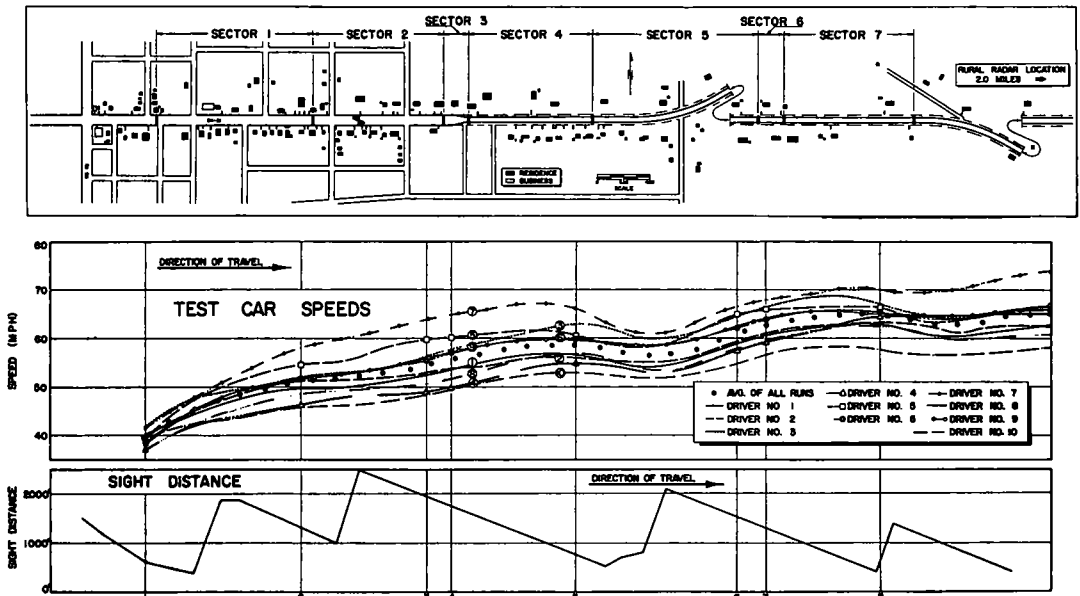 SECTOR 3
SECTOR 6
SECTOR 1
SECTOR 2
SECTOR 4
SECTOR 5
SECTOR 7
RURAL RADAR LOCATION
2.0 MILES
RESIDENCE
BUSINESS
SCALE
DIRECTION OF TRAVEL
TEST CAR SPEEDS
SPEED (MPH)
80
70
60
50
40
AVG. OF ALL RUNS
DRIVER NO. 1
DRIVER NO. 2
DRIVER NO. 3
DRIVER NO. 4
DRIVER NO. 5
DRIVER NO. 6
DRIVER NO. 7
DRIVER NO. 8
DRIVER NO. 9
DRIVER NO. 10
SIGHT DISTANCE
DIRECTION OF TRAVEL
SIGHT DISTANCE
2000'
1000'
0